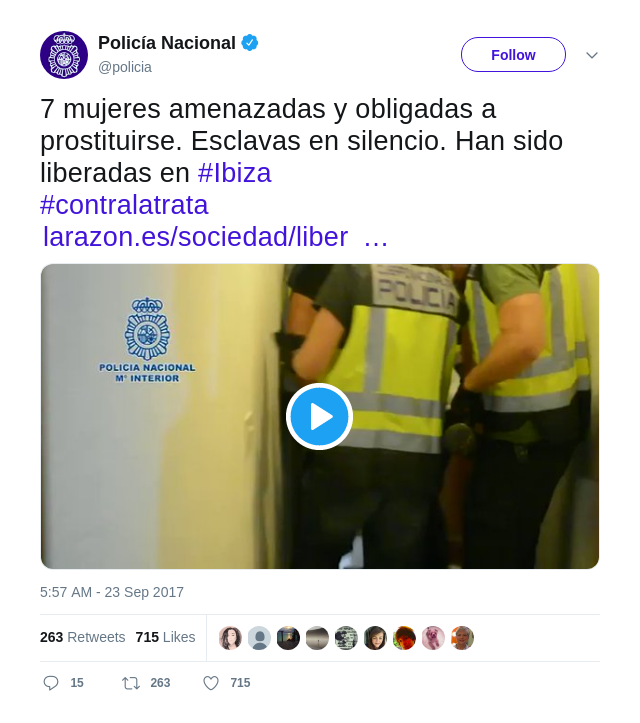 Policía Nacional
@policia
Follow
7 mujeres amenazadas y obligadas a
prostituirse. Esclavas en silencio. Han sido
liberadas en #Ibiza
#contralatrata
larazon.es/sociedad/liber …
POLICIA
POLICIA NACIONAL
Mº INTERIOR
5:57 AM - 23 Sep 2017
263 Retweets 715 Likes
15 263 715